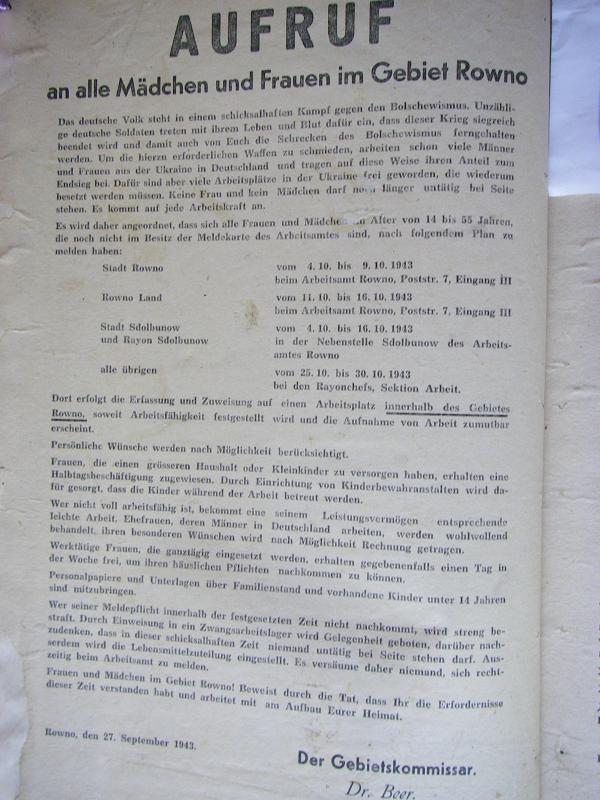 AUFRUF
an alle Mädchen und Frauen im Gebiet Rowno
Das deutsche Volk steht in einem schicksalhaften Kampf gegen den Bolschewismus. Unzähli-
ge deutsche Soldaten treten mit ihrem Leben und Blut dafür ein, dass dieser Krieg siegreich
beendet wird und damit auch von Euch die Schrecken des Bolschewismus ferngehalten
werden. Um die hierzu erforderlichen Waffen zu schmieden, arbeiten schon viele Männer
und Frauen aus der Ukraine in Deutschland und tragen auf diese Weise ihren Anteil zum
Endsieg bei. Dafür sind aber viele Arbeitsplätze in der Ukraine frei geworden, die wiederum
besetzt werden müssen. Keine Frau und kein Mädchen darf noch länger untätig bei Seite
stehen. Es kommt auf jede Arbeitskraft an.
Es wird daher angeordnet, dass sich alle Frauen und Mädchen im Alter von 14 bis 55 Jahren,
die noch nicht im Besitz der Meldekarte des Arbeitsamtes sind, nach folgendem Plan zu
melden haben:
Stadt Rowno vom 4. 10. bis 9. 10. 1943
beim Arbeitsamt Rowno, Poststr. 7, Eingang III
Rowno Land vom 11. 10. bis 16. 10. 1943
beim Arbeitsamt Rowno, Poststr. 7, Eingang III
Stadt Sdolbunow vom 4. 10. bis 16. 10. 1943
und Rayon Sdolbunow in der Nebenstelle Sdolbunow des Arbeits-
amtes Rowno
alle übrigen vom 25. 10. bis 30. 10. 1943
bei den Rayonchefs, Sektion Arbeit.
Dort erfolgt die Erfassung und Zuweisung auf einen Arbeitsplatz innerhalb des Gebietes
Rowno, soweit Arbeitsfähigkeit festgestellt wird und die Aufnahme von Arbeit zumutbar
erscheint.
Persönliche Wünsche werden nach Möglichkeit berücksichtigt.
Frauen, die einen grösseren Haushalt oder Kleinkinder zu versorgen haben, erhalten eine
Halbtagsbeschäftigung zugewiesen. Durch Einrichtung von Kinderbewahranstalten wird da-
für gesorgt, dass die Kinder während der Arbeit betreut werden.
Wer nicht voll arbeitsfähig ist, bekommt eine seinem Leistungsvermögen entsprechende
leichte Arbeit. Ehefrauen, deren Männer in Deutschland arbeiten, werden wohlwollend
behandelt, ihren besonderen Wünschen wird nach Möglichkeit Rechnung getragen.
Werktätige Frauen, die ganztägig eingesetzt werden, erhalten gegebenenfalls einen Tag in
der Woche frei, um ihren häuslichen Pflichten nachkommen zu können.
Personalpapiere und Unterlagen über Familienstand und vorhandene Kinder unter 14 Jahren
sind mitzubringen.
Wer seiner Meldepflicht innerhalb der festgesetzten Zeit nicht nachkommt, wird streng be-
straft. Durch Einweisung in ein Zwangsarbeitslager wird Gelegenheit geboten, darüber nach-
zudenken, dass in dieser schicksalhaften Zeit niemand untätig bei Seite stehen darf. Aus-
serdem wird die Lebensmittelzuteilung eingestellt. Es versäume daher niemand, sich recht-
zeitig beim Arbeitsamt zu melden.
Frauen und Mädchen im Gebiet Rowno! Beweist durch die Tat, dass Ihr die Erfordernisse
dieser Zeit verstanden habt und arbeitet mit am Aufbau Eurer Heimat.
Rowno, den 27. September 1943.
Der Gebietskommissar.
Dr. Beer.